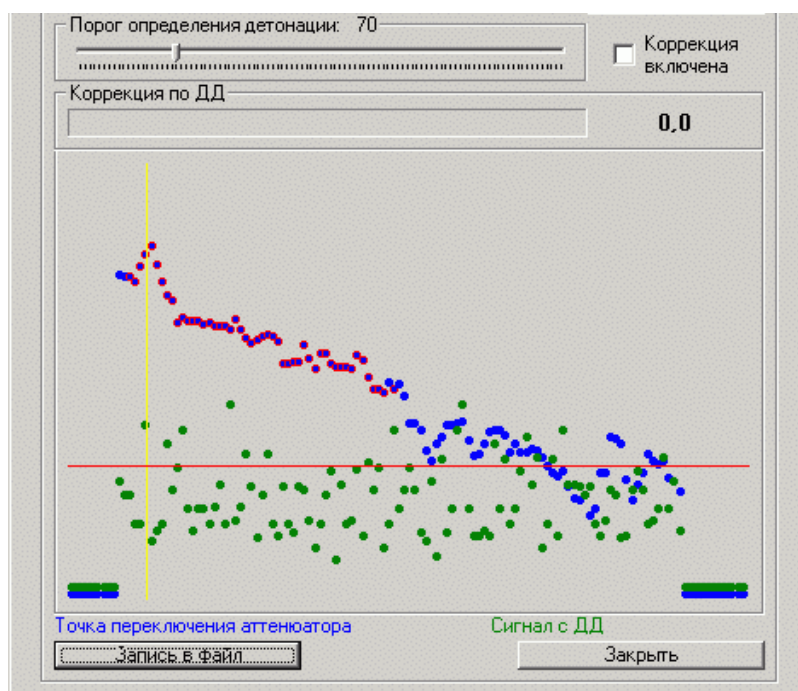 Порог определения детонации: 70
Коррекция включена
Коррекция по ДД
0,0
Точка переключения аттенюатора
Сигнал с ДД
Запись в файл
Закрыть